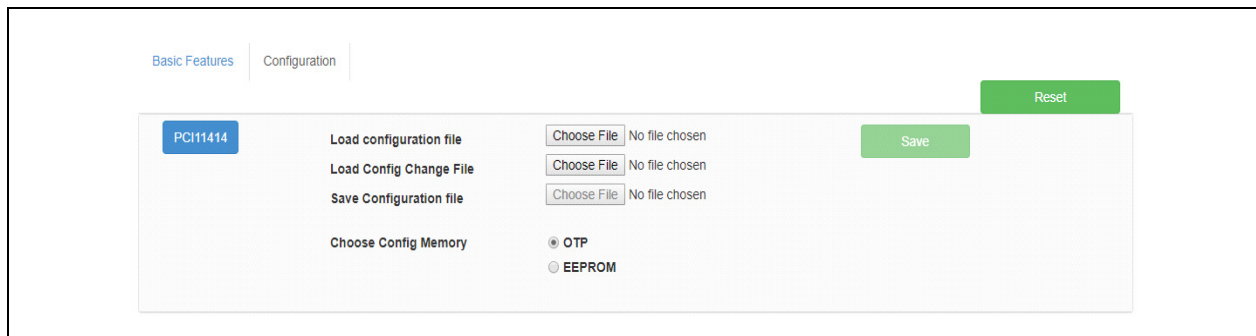 Basic Features Configuration
Reset
PCI11414 Load configuration file Choose File No file chosen Save
Load Config Change File Choose File No file chosen
Save Configuration file Choose File No file chosen
Choose Config Memory OTP
EEPROM